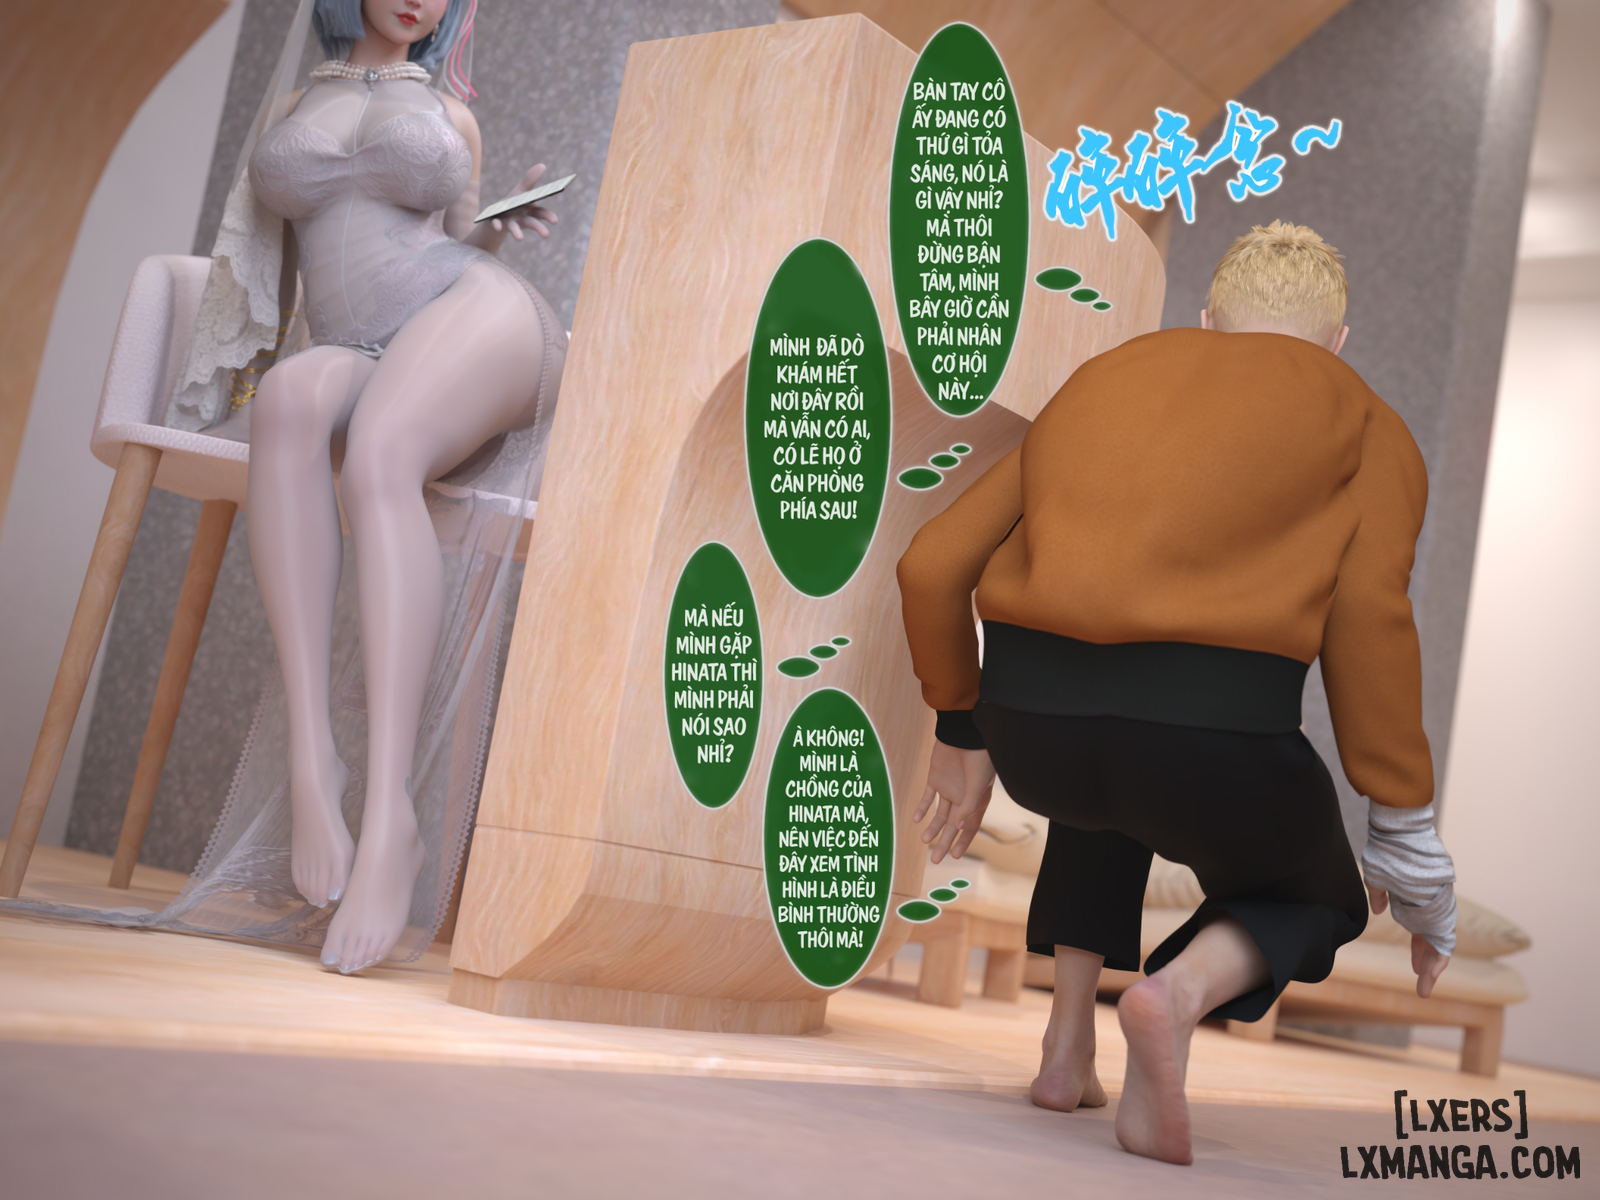 BÀN TAY CÔ
ẤY ĐANG CÓ
THỨ GÌ TỎA
SÁNG, NÓ LÀ
GÌ VẬY NHỈ?
MÀ THÔI
ĐỪNG BẬN
TÂM, MÌNH
BÂY GIỜ CẦN
PHẢI NHÂN
CƠ HỘI
NÀY...
碎碎念~
MÌNH ĐÃ DÒ
KHÁM HẾT
NƠI ĐÂY RỒI
MÀ VẪN CÓ AI,
CÓ LẼ HỌ Ở
CĂN PHÒNG
PHÍA SAU!
MÀ NẾU
MÌNH GẶP
HINATA THÌ
MÌNH PHẢI
NÓI SAO
NHỈ?
À KHÔNG!
MÌNH LÀ
CHỒNG CỦA
HINATA MÀ,
NÊN VIỆC ĐẾN
ĐÂY XEM TÌNH
HÌNH LÀ ĐIỀU
BÌNH THƯỜNG
THÔI MÀ!
[LXERS]
LXMANGA.COM